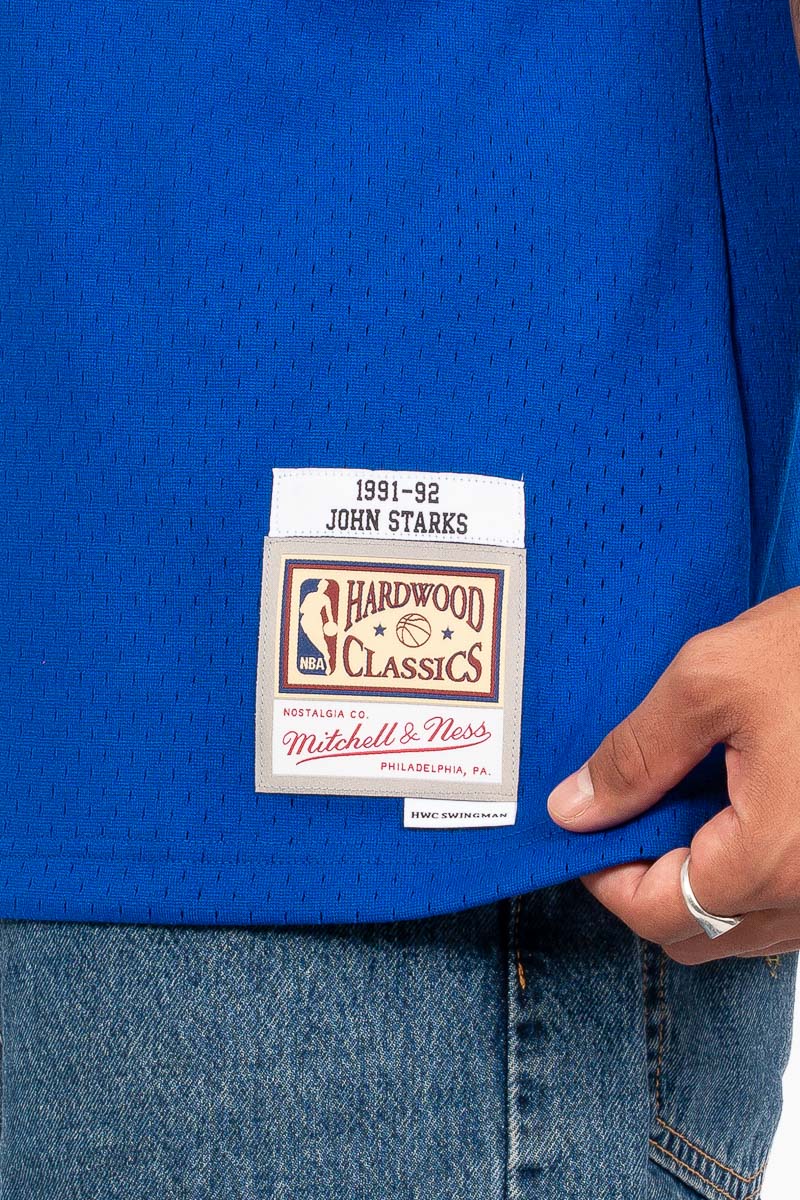 1991-92
JOHN STARKS
HARDWOOD
CLASSICS
NBA
NOSTALGIA CO.
Mitchell & Ness
PHILADELPHIA, PA.
HWC SWINGMAN